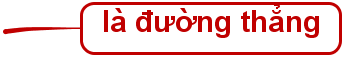 là đường thẳng